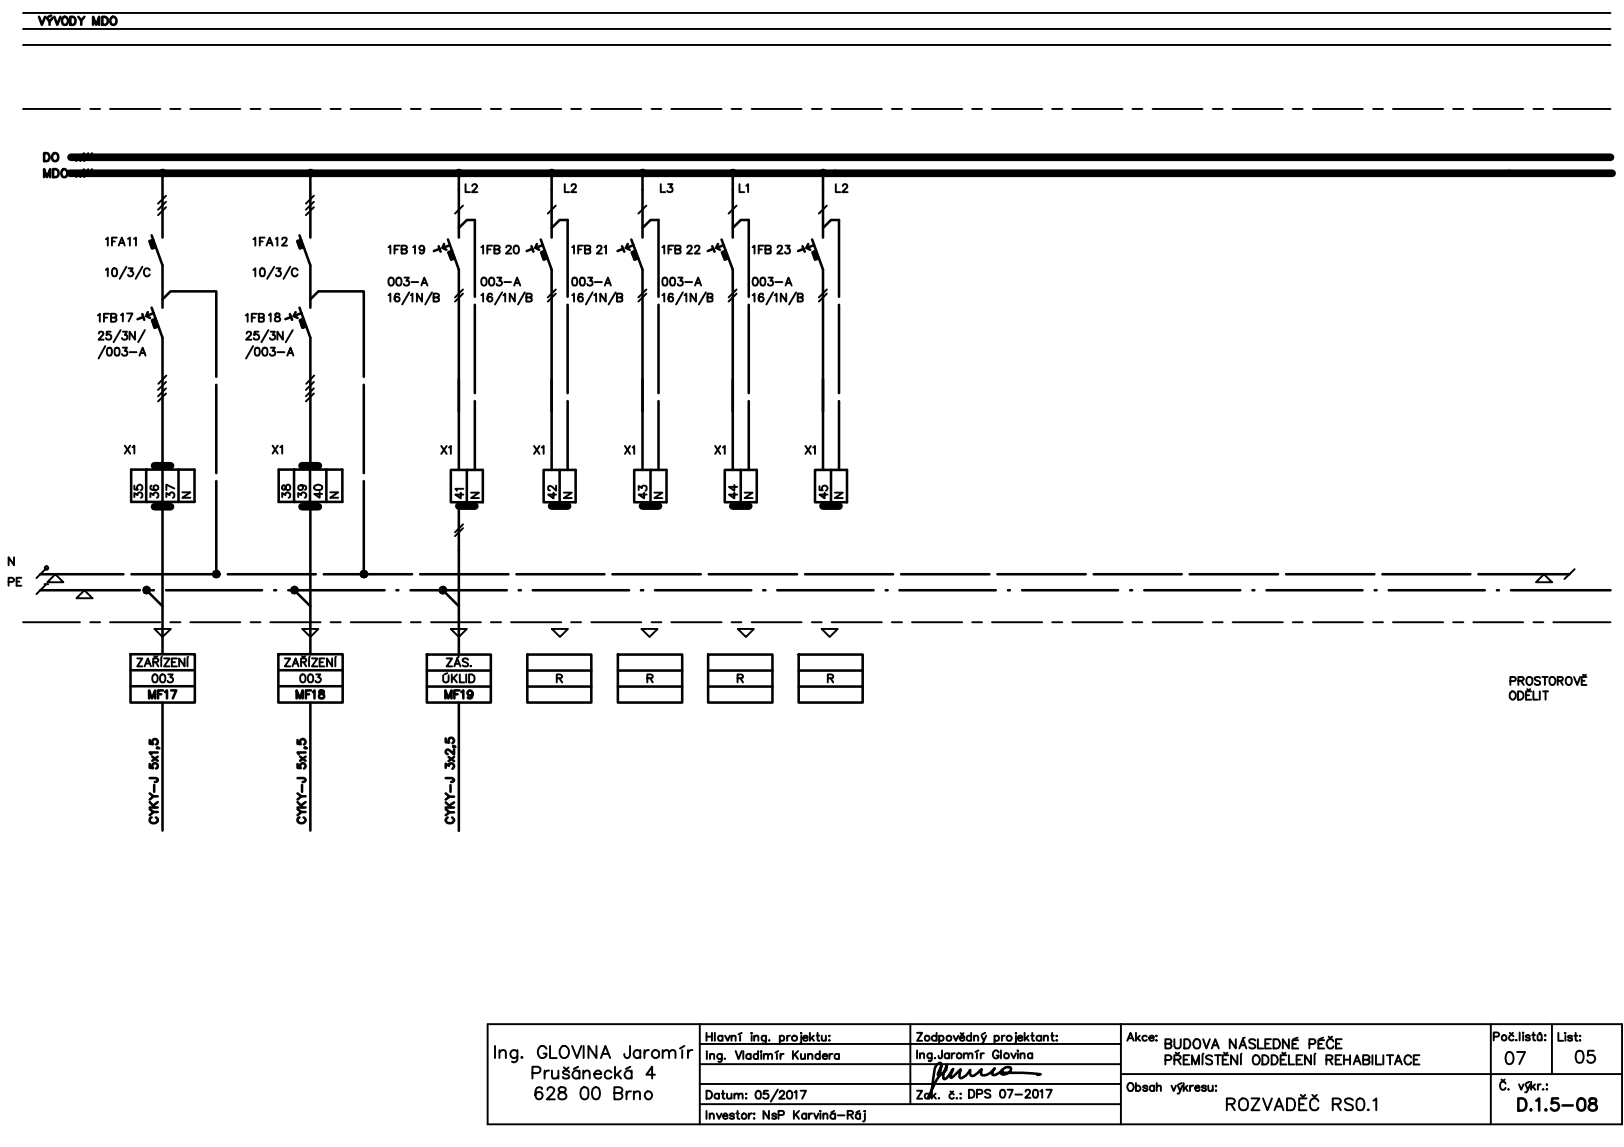 VÝVODY MDO
DO
MDO
L2
L2
L3
L1
L2
1FA11
10/3/C
1FB17
25/3N/
/003-A
1FA12
10/3/C
1FB18
25/3N/
/003-A
1FB 19
003-A
16/1N/B
1FB 20
003-A
16/1N/B
1FB 21
003-A
16/1N/B
1FB 22
003-A
16/1N/B
1FB 23
003-A
16/1N/B
X1
35 36 37 N
X1
38 39 40 N
X1
41 N
X1
42 N
X1
43 N
X1
44 N
X1
45 N
N
PE
ZAŘÍZENÍ
003
MF17
ZAŘÍZENÍ
003
MF18
ZÁS.
ÚKLID
MF19
R
R
R
R
PROSTOROVĚ
ODĚLIT
CYKY-J 5x1,5
CYKY-J 5x1,5
CYKY-J 3x2,5
Ing. GLOVINA Jaromír
Prušánecká 4
628 00 Brno
Hlavní ing. projektu:
Ing. Vladimír Kundera
Datum: 05/2017
Investor: NsP Karviná-Ráj
Zodpovědný projektant:
Ing.Jaromír Glovina
Zak. č.: DPS 07-2017
Akce: BUDOVA NÁSLEDNÉ PÉČE
PŘEMÍSTĚNÍ ODDĚLENÍ REHABILITACE
Obsah výkresu:
ROZVADĚČ RS0.1
Poč.listů:
07
List:
05
Č. výkr.:
D.1.5-08